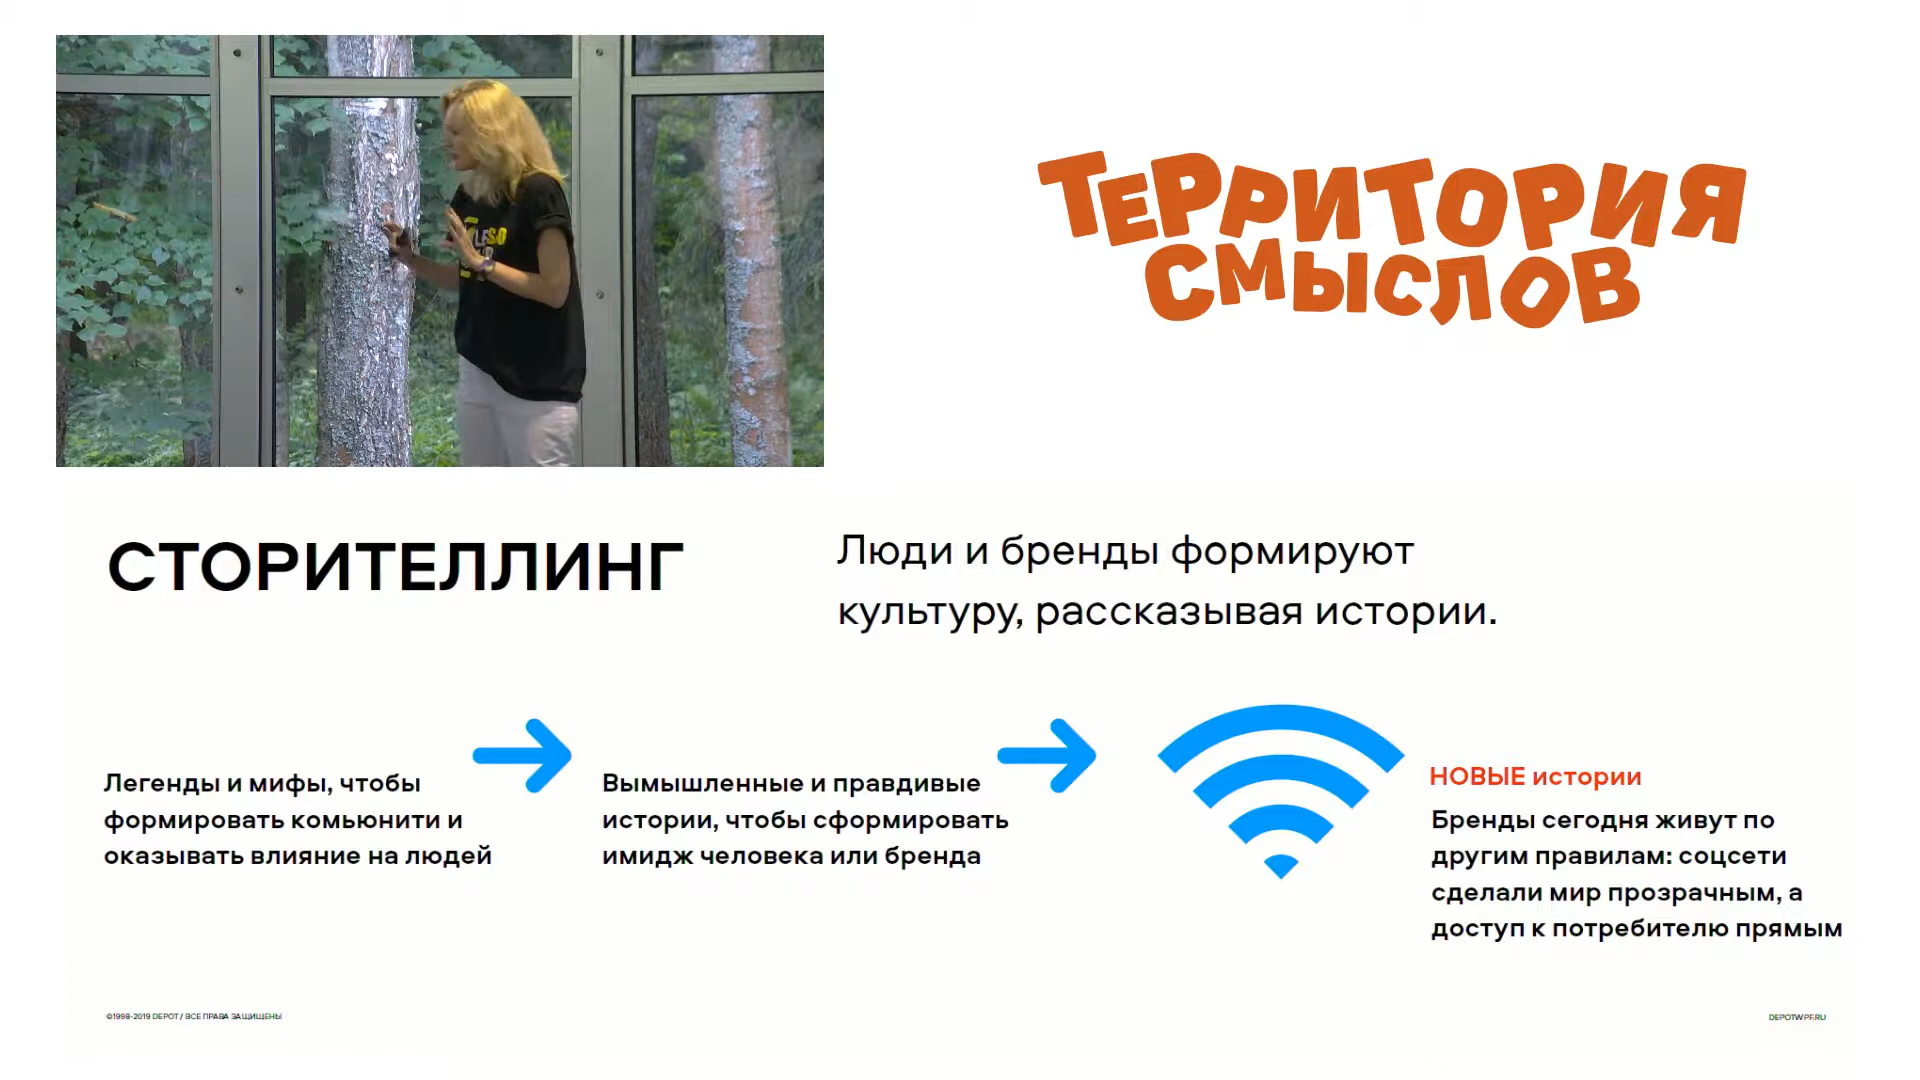 ТЕРРИТОРИЯ
СМЫСЛОВ
СТОРИТЕЛЛИНГ
Люди и бренды формируют
культуру, рассказывая истории.
Легенды и мифы, чтобы
формировать комьюнити и
оказывать влияние на людей
Вымышленные и правдивые
истории, чтобы сформировать
имидж человека или бренда
НОВЫЕ истории
Бренды сегодня живут по
другим правилам: соцсети
сделали мир прозрачным, а
доступ к потребителю прямым
©1998-2019 DEPOT / ВСЕ ПРАВА ЗАЩИЩЕНЫ
DEPOTWPF.RU